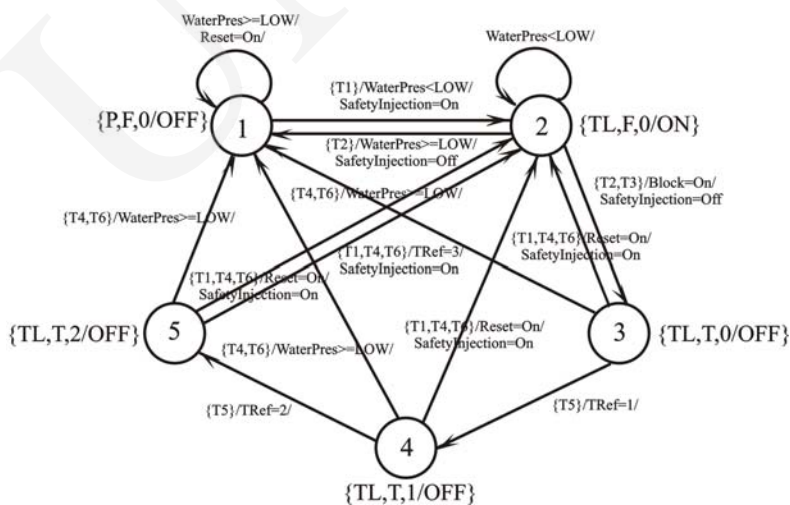 WaterPres>=LOW/
Reset=On/
WaterPres<LOW/
{T1}/WaterPres<LOW/
SafetyInjection=On
{P,F,0/OFF}
1
2
{TL,F,0/ON}
{T2}/WaterPres>=LOW/
SafetyInjection=Off
{T4,T6}/WaterPres>=LOW/
{T2,T3}/Block=On/
SafetyInjection=Off
{T4,T6}/WaterPres>=LOW/
{T1,T4,T6}/TRef=3/
SafetyInjection=On
{T1,T4,T6}/Reset=On/
SafetyInjection=On
{T1,T4,T6}/Reset=On/
SafetyInjection=On
{TL,T,2/OFF}
5
3
{TL,T,0/OFF}
{T1,T4,T6}/Reset=On/
SafetyInjection=On
{T4,T6}/WaterPres>=LOW/
{T5}/TRef=2/
{T5}/TRef=1/
4
{TL,T,1/OFF}